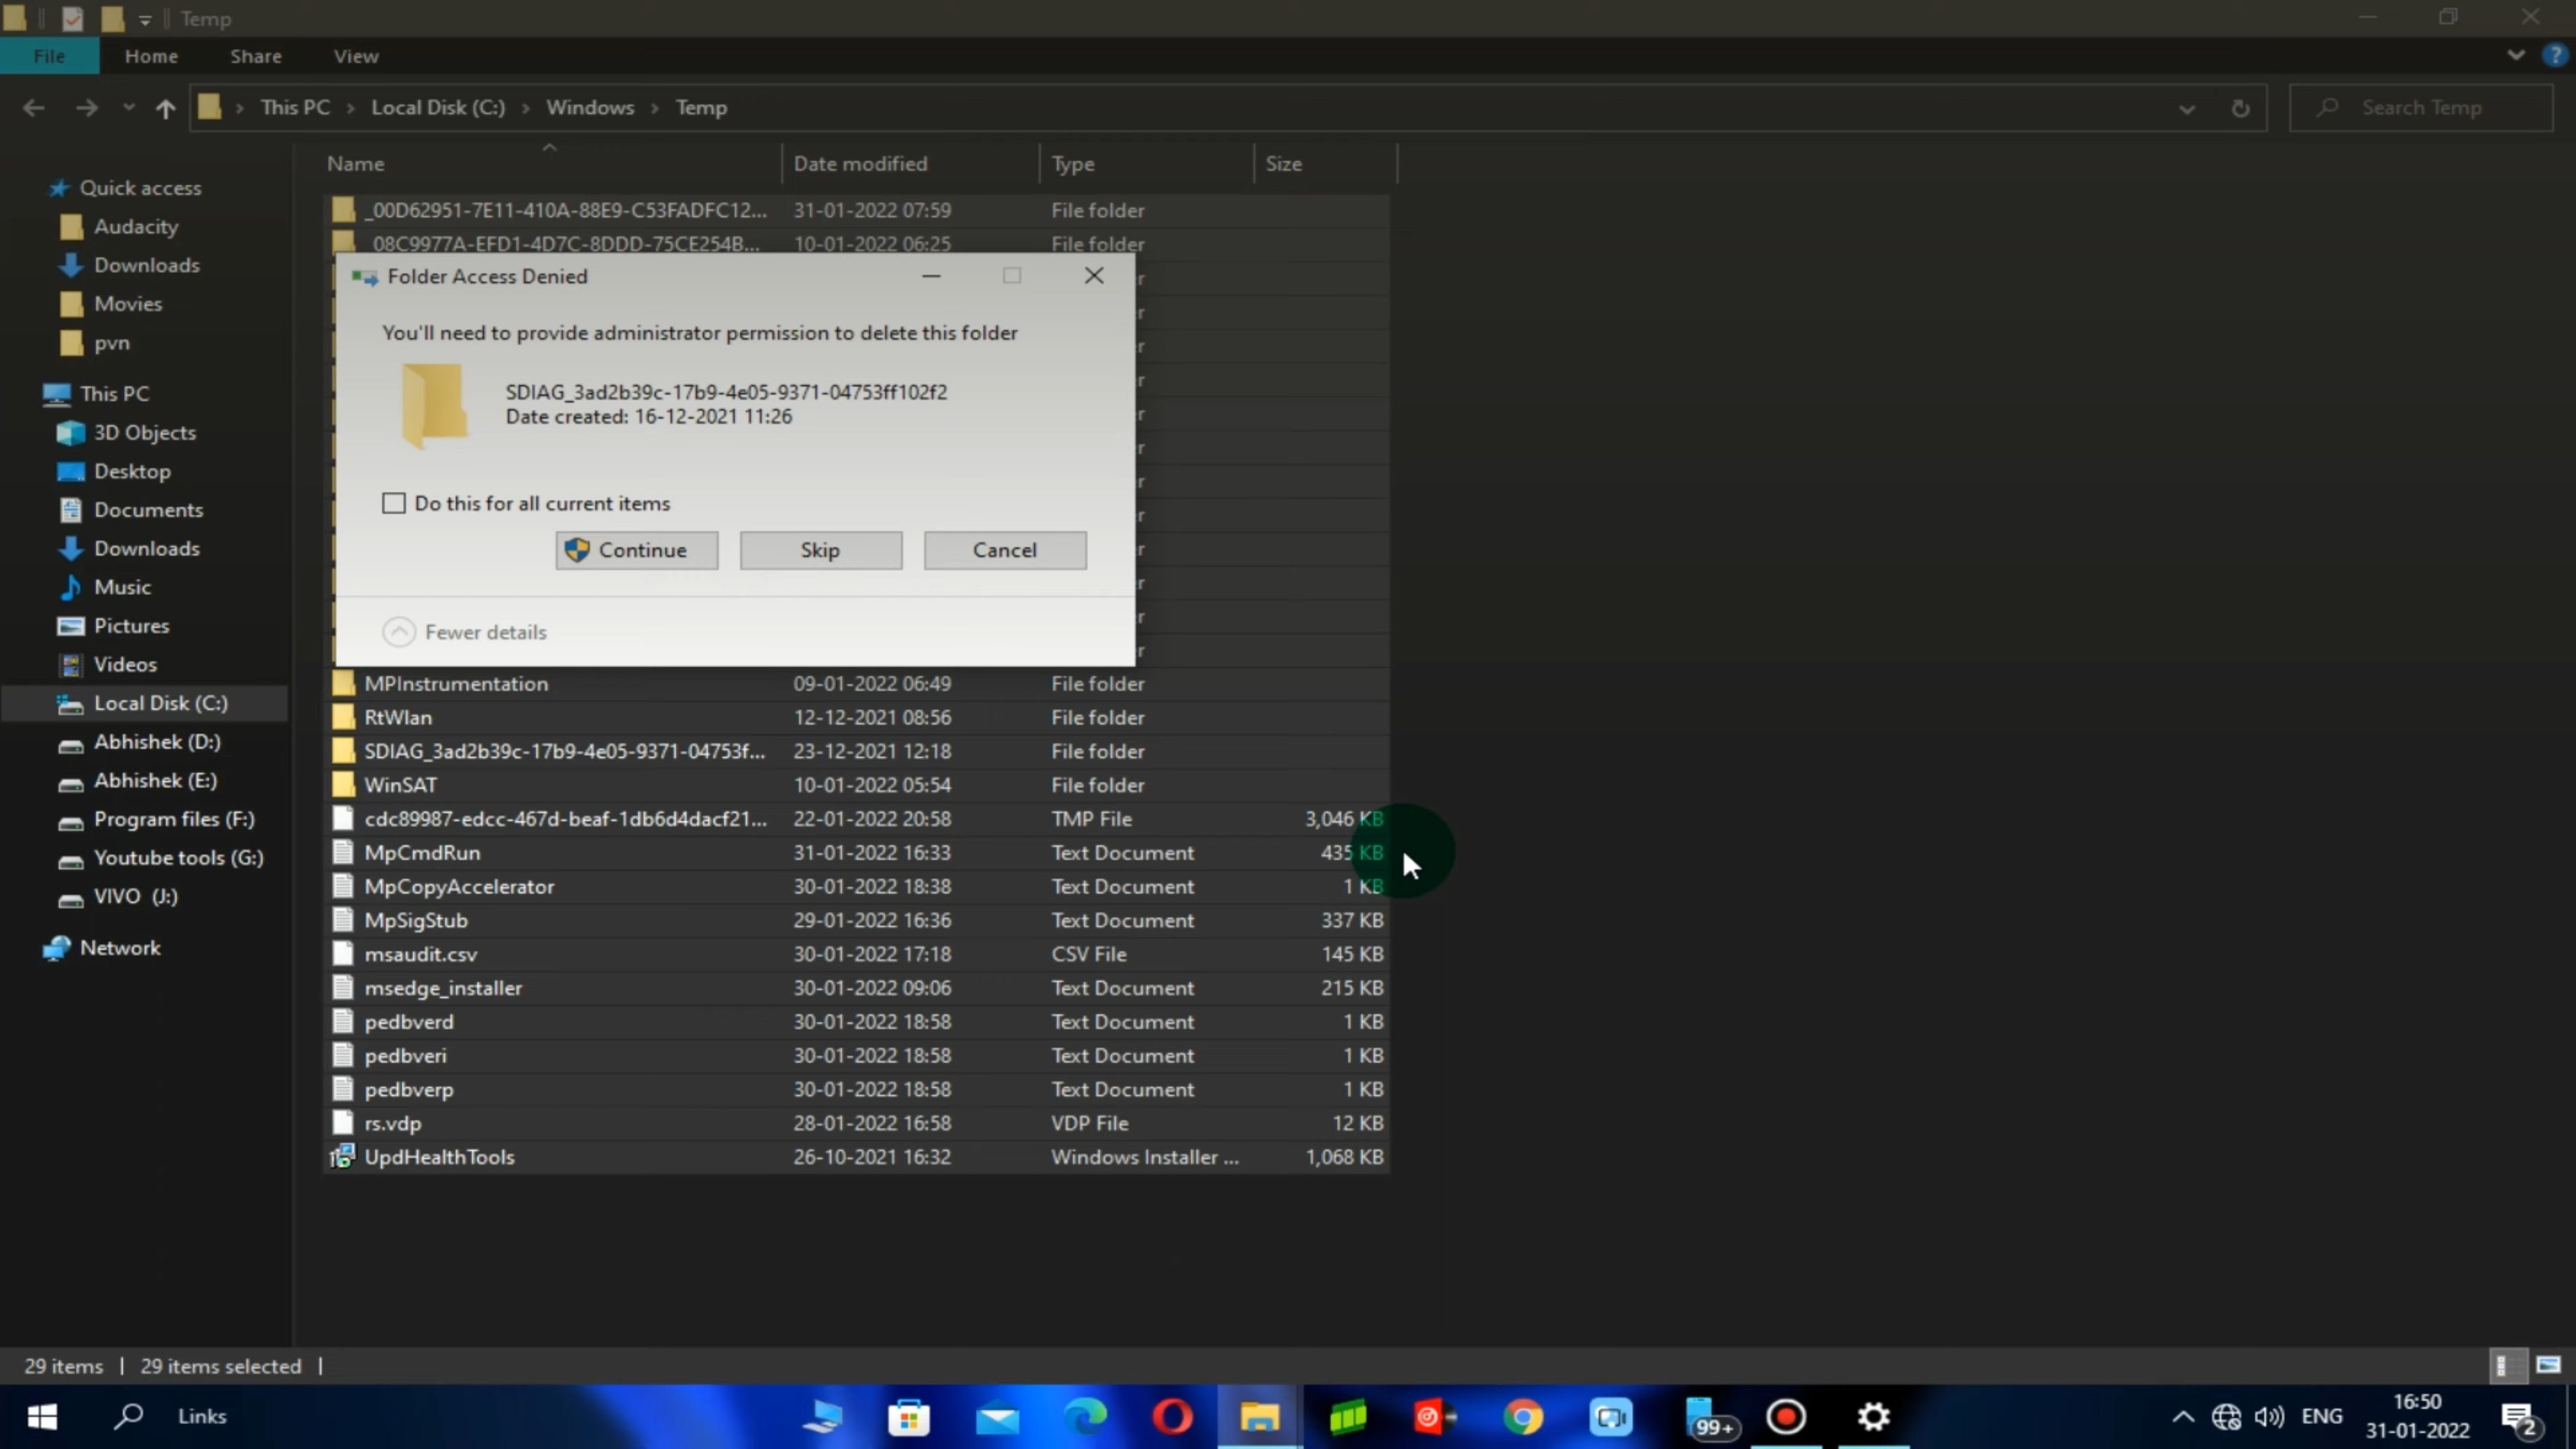 Temp
File Home Share View
This PC Local Disk (C:) Windows Temp Search Temp
Name Date modified Type Size
Quick access
Audacity
Downloads
Movies
pvn
This PC
3D Objects
Desktop
Documents
Downloads
Music
Pictures
Videos
Local Disk (C:)
Abhishek (D:)
Abhishek (E:)
Program files (F:)
Youtube tools (G:)
VIVO (J:)
Network
_00D62951-7E11-410A-88E9-C53FADFC12... 31-01-2022 07:59 File folder
_08C9977A-EFD1-4D7C-8DDD-75CE254B... 10-01-2022 06:25 File folder
Folder Access Denied
You'll need to provide administrator permission to delete this folder
SDIAG_3ad2b39c-17b9-4e05-9371-04753ff102f2
Date created: 16-12-2021 11:26
Do this for all current items
Continue Skip Cancel
Fewer details
MPInstrumentation 09-01-2022 06:49 File folder
RtWlan 12-12-2021 08:56 File folder
SDIAG_3ad2b39c-17b9-4e05-9371-04753f... 23-12-2021 12:18 File folder
WinSAT 10-01-2022 05:54 File folder
cdc89987-edcc-467d-beaf-1db6d4dacf21... 22-01-2022 20:58 TMP File 3,046 KB
MpCmdRun 31-01-2022 16:33 Text Document 435 KB
MpCopyAccelerator 30-01-2022 18:38 Text Document 1 KB
MpSigStub 29-01-2022 16:36 Text Document 337 KB
msaudit.csv 30-01-2022 17:18 CSV File 145 KB
msedge_installer 30-01-2022 09:06 Text Document 215 KB
pedbverd 30-01-2022 18:58 Text Document 1 KB
pedbveri 30-01-2022 18:58 Text Document 1 KB
pedbverp 30-01-2022 18:58 Text Document 1 KB
rs.vdp 28-01-2022 16:58 VDP File 12 KB
UpdHealthTools 26-10-2021 16:32 Windows Installer ... 1,068 KB
29 items 29 items selected
Links 99+ ENG 16:50
31-01-2022 2